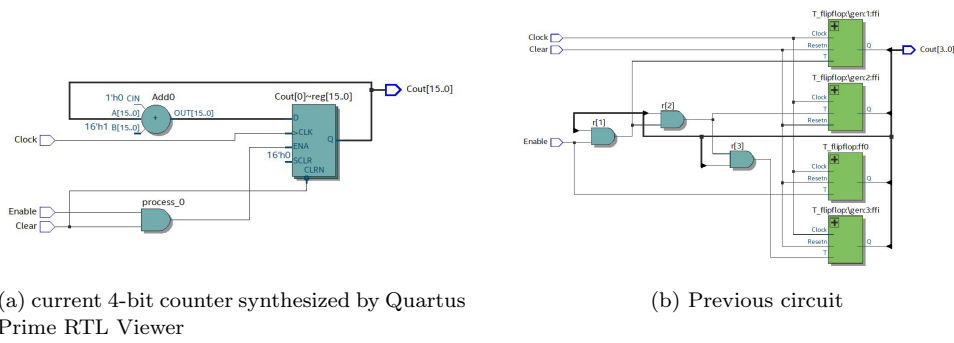 1'h0 CIN
Add0
A[15..0]
OUT[15..0]
16'h1 B[15..0]
+
Cout[0]~reg[15..0]
D
>CLK
ENA
16'h0
SCLR
CLRN
Q
Cout[15..0]
Clock
Enable
Clear
process_0
(a) current 4-bit counter synthesized by Quartus
Prime RTL Viewer
T_flipflop:\gen:1:ffi
Clock
Clear
Clock
Resetn
T
Q
Cout[3..0]
T_flipflop:\gen:2:ffi
Clock
Resetn
T
Q
r[2]
r[1]
r[3]
Enable
T_flipflop:ff0
Clock
Resetn
T
Q
T_flipflop:\gen:3:ffi
Clock
Resetn
T
Q
(b) Previous circuit